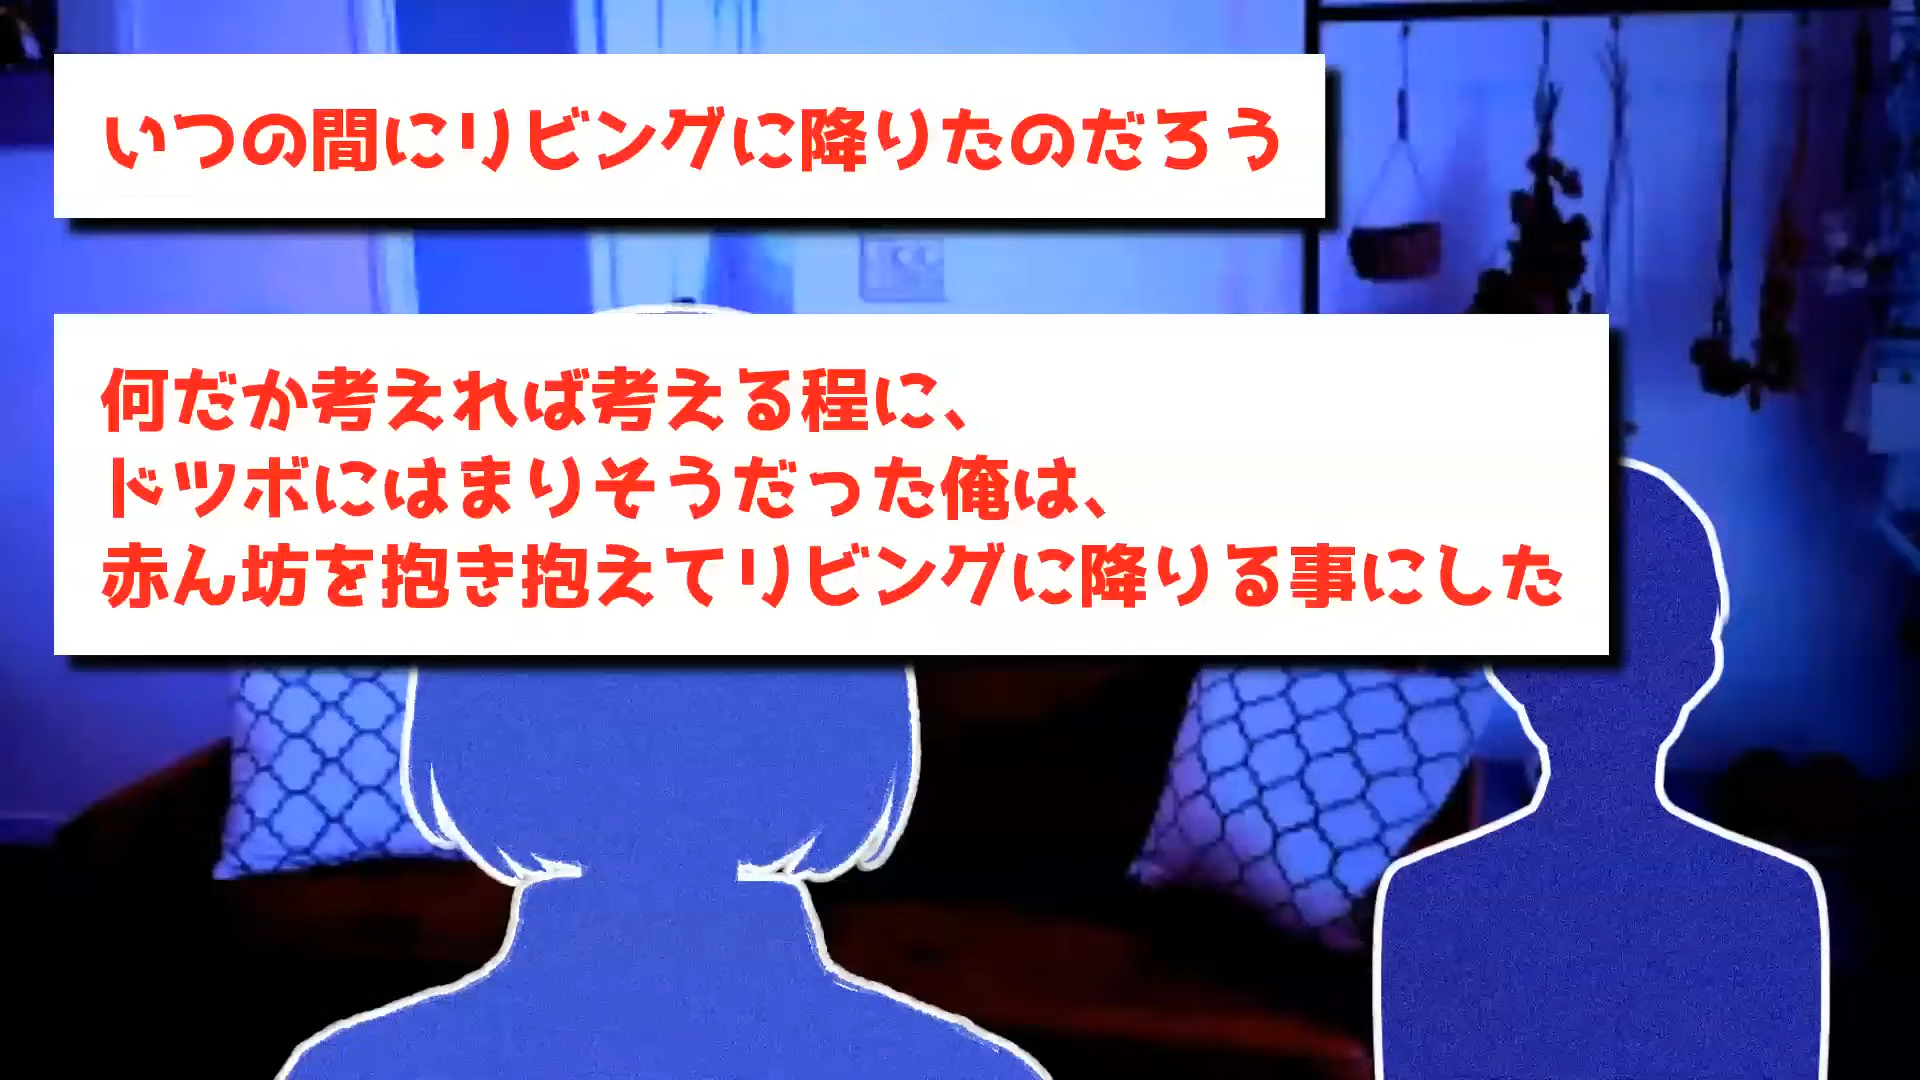 いつの間にリビングに降りたのだろう
何だか考えれば考える程に、
ドツボにはまりそうだった俺は、
赤ん坊を抱き抱えてリビングに降りる事にした